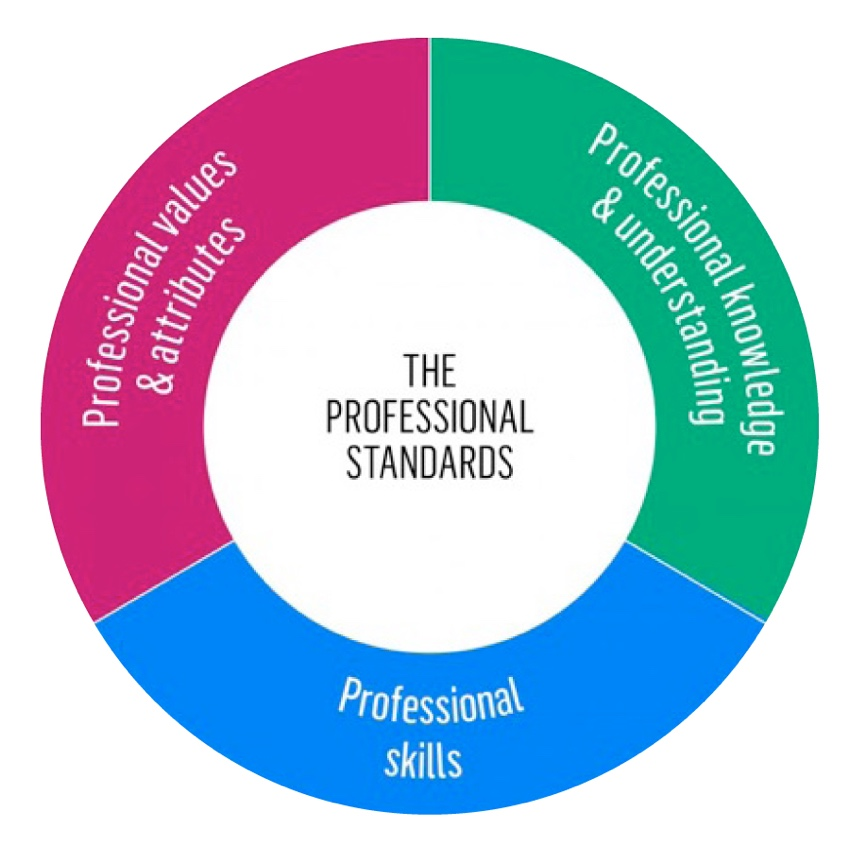 Professional values
& attributes
Professional knowledge
& understanding
THE
PROFESSIONAL
STANDARDS
Professional
skills